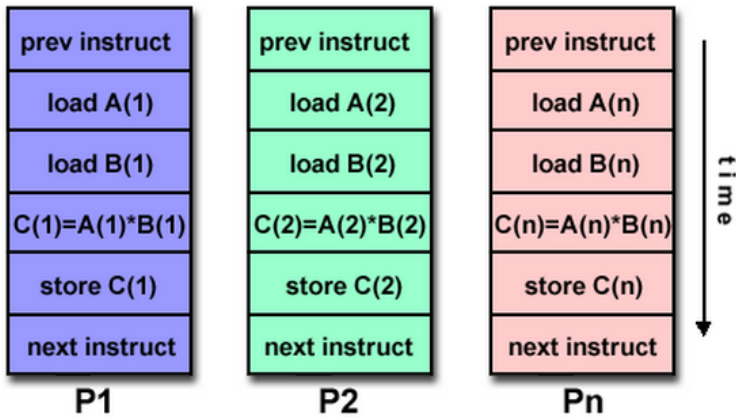 prev instruct
load A(1)
load B(1)
C(1)=A(1)*B(1)
store C(1)
next instruct
P1
prev instruct
load A(2)
load B(2)
C(2)=A(2)*B(2)
store C(2)
next instruct
P2
prev instruct
load A(n)
load B(n)
C(n)=A(n)*B(n)
store C(n)
next instruct
Pn
time